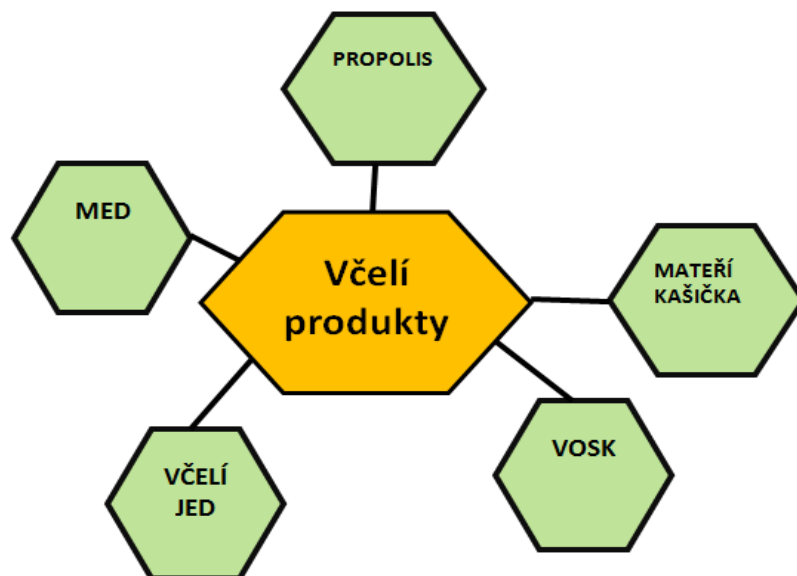 PROPOLIS
MED
Včelí
produkty
MATEŘÍ
KAŠIČKA
VOSK
VČELÍ
JED